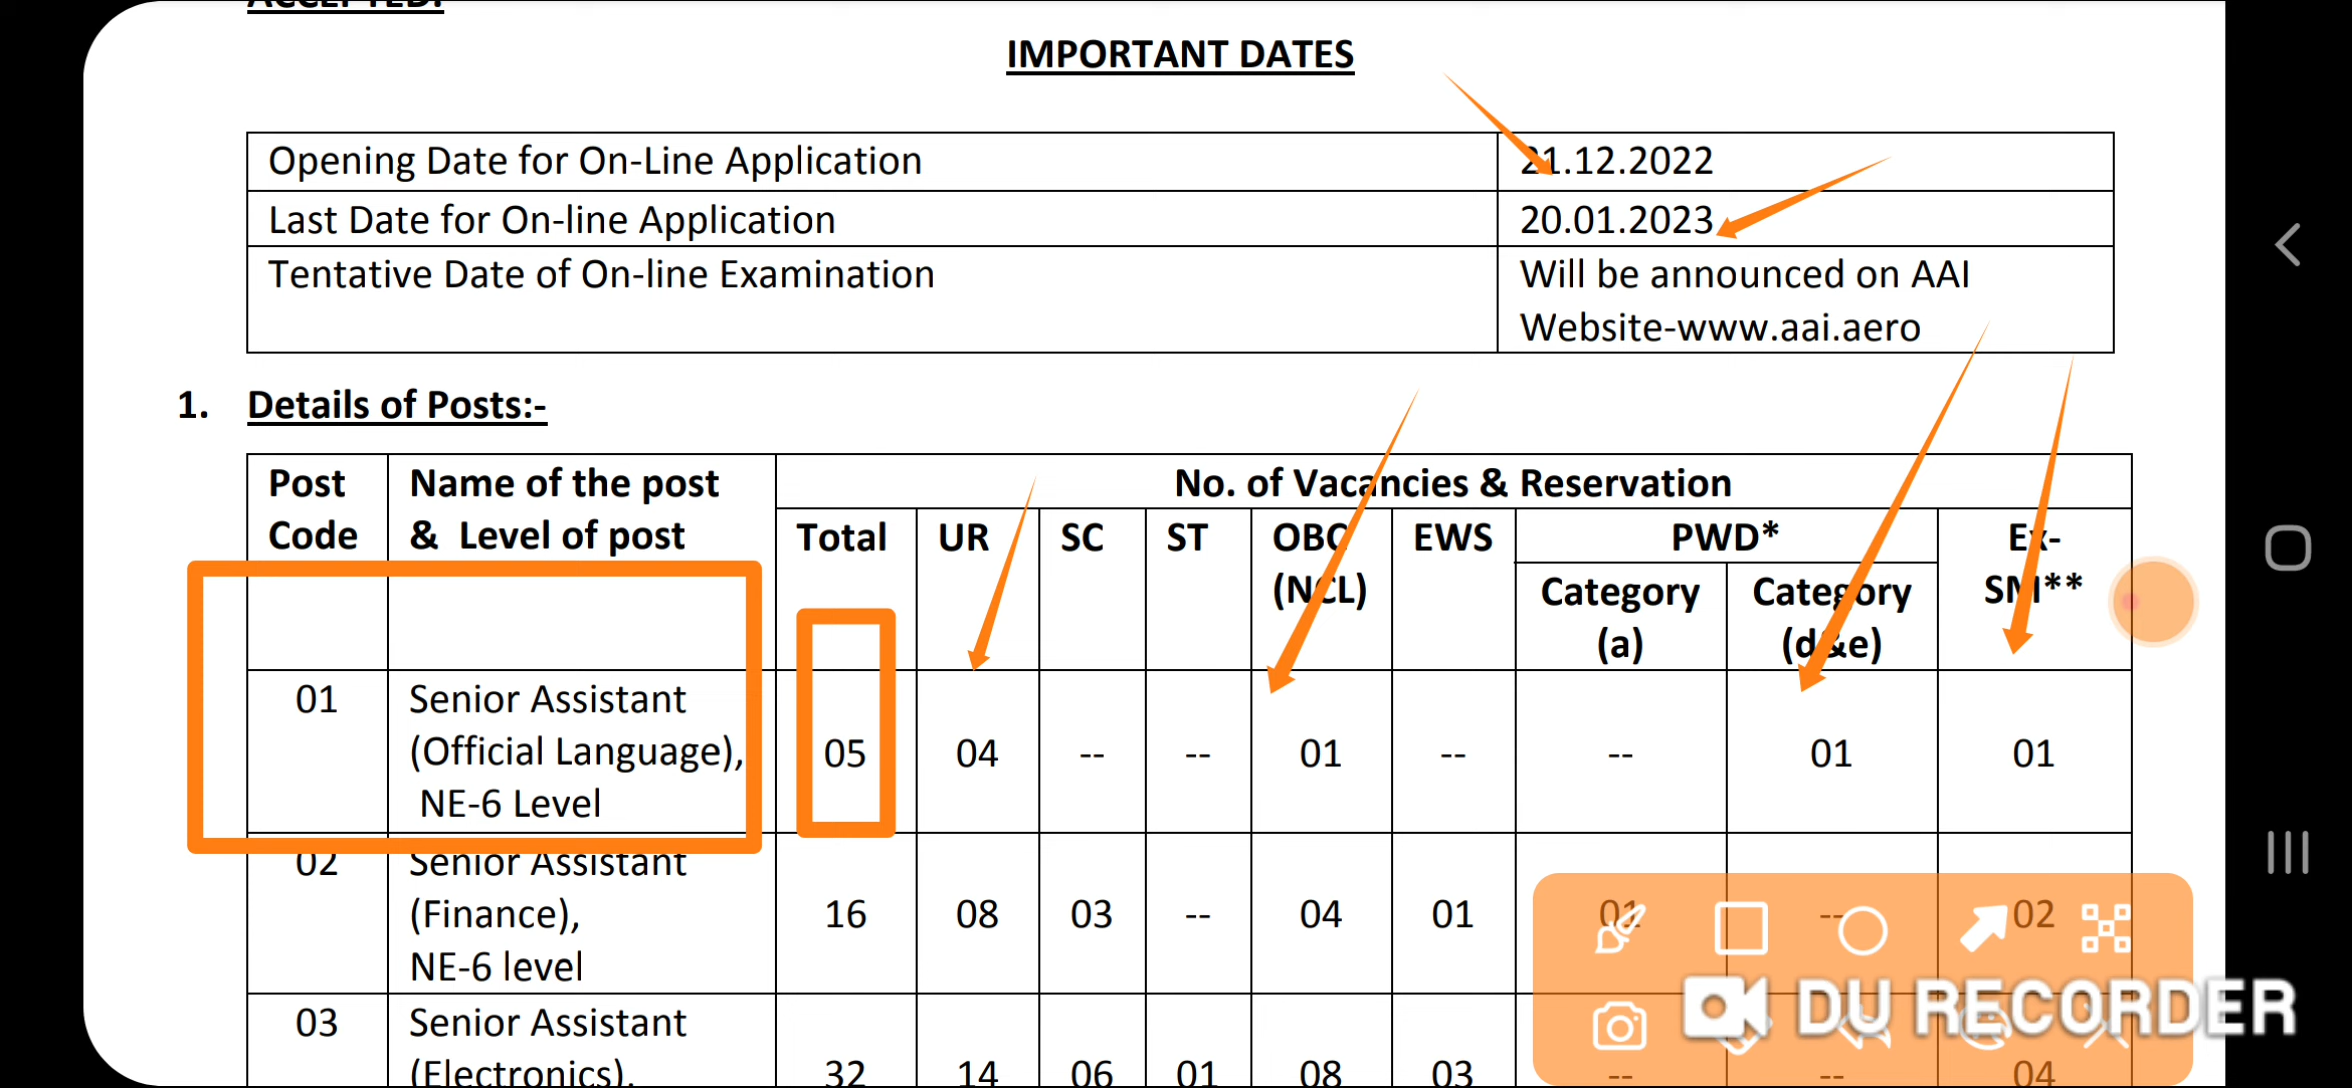 ACCEPTED.
IMPORTANT DATES
Opening Date for On-Line Application 21.12.2022
Last Date for On-line Application 20.01.2023
Tentative Date of On-line Examination Will be announced on AAI
Website-www.aai.aero
1. Details of Posts:-
Post Code Name of the post & Level of post No. of Vacancies & Reservation
Total UR SC ST OBC (NCL) EWS PWD* Ex-SM**
Category (a) Category (d&e)
01 Senior Assistant
(Official Language), 05 04 -- -- 01 -- -- 01 01
NE-6 Level
02 Senior Assistant
(Finance), 16 08 03 -- 04 01 01 -- 02
NE-6 level
03 Senior Assistant
(Electronics), 32 14 06 01 08 03 -- -- 04
DU RECORDER